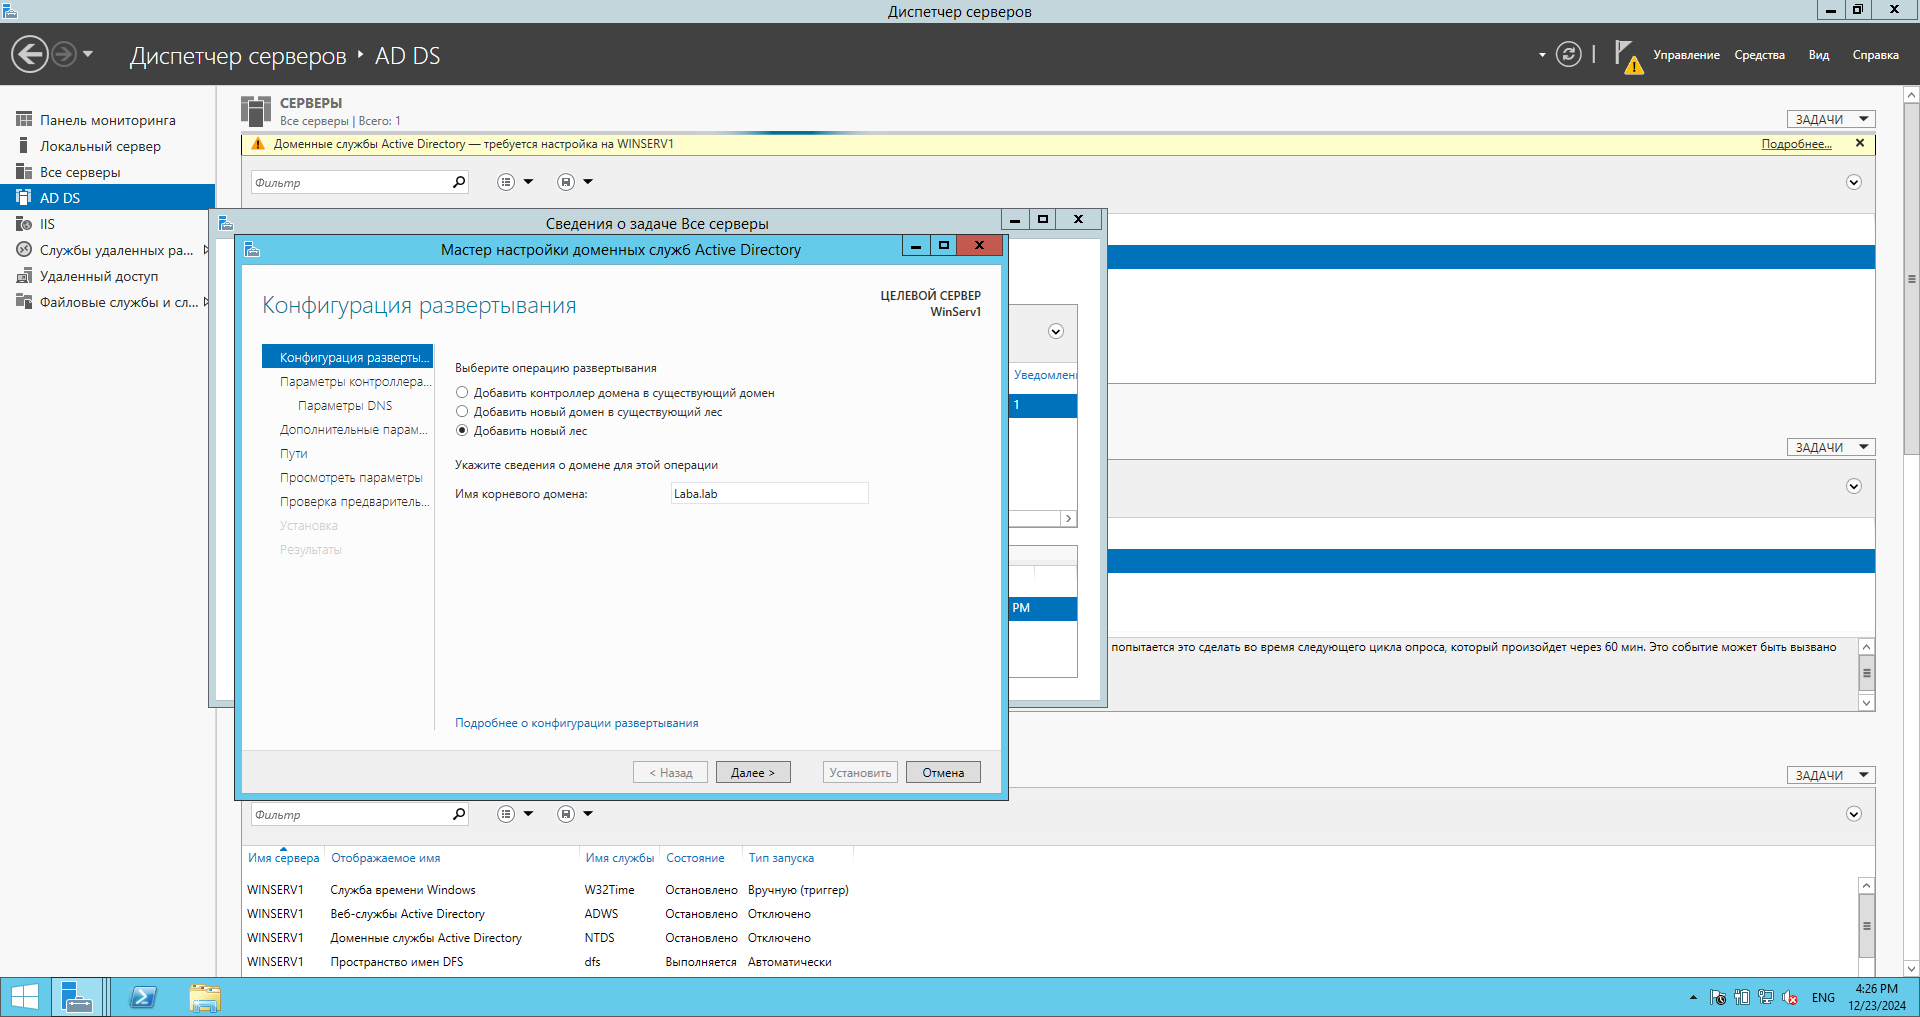 Диспетчер серверов
Диспетчер серверов ‣ AD DS
Управление
Средства
Вид
Справка
Панель мониторинга
Локальный сервер
Все серверы
AD DS
IIS
Службы удаленных ра...
Удаленный доступ
Файловые службы и сл...
СЕРВЕРЫ
Все серверы | Всего: 1
ЗАДАЧИ
Доменные службы Active Directory — требуется настройка на WINSERV1
Подробнее...
Фильтр
Сведения о задаче Все серверы
Мастер настройки доменных служб Active Directory
Конфигурация развертывания
ЦЕЛЕВОЙ СЕРВЕР
WinServ1
Конфигурация разверты...
Параметры контроллера...
Параметры DNS
Дополнительные парам...
Пути
Просмотреть параметры
Проверка предваритель...
Установка
Результаты
Выберите операцию развертывания
Добавить контроллер домена в существующий домен
Добавить новый домен в существующий лес
Добавить новый лес
Укажите сведения о домене для этой операции
Имя корневого домена:
Laba.lab
Подробнее о конфигурации развертывания
< Назад
Далее >
Установить
Отмена
Уведомлен
1
PM
ЗАДАЧИ
попытается это сделать во время следующего цикла опроса, который произойдет через 60 мин. Это событие может быть вызвано
ЗАДАЧИ
Фильтр
Имя сервера Отображаемое имя Имя службы Состояние Тип запуска
WINSERV1 Служба времени Windows W32Time Остановлено Вручную (триггер)
WINSERV1 Веб-службы Active Directory ADWS Остановлено Отключено
WINSERV1 Доменные службы Active Directory NTDS Остановлено Отключено
WINSERV1 Пространство имен DFS dfs Выполняется Автоматически
ENG
4:26 PM
12/23/2024